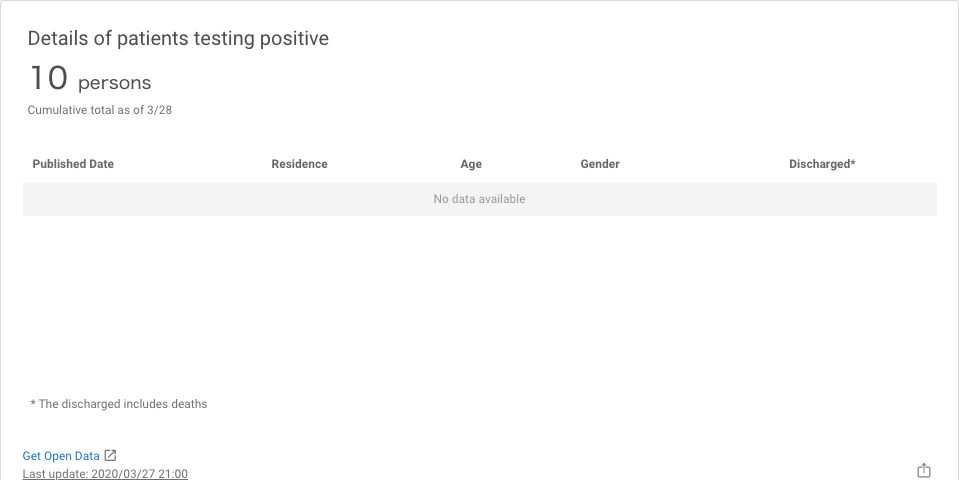 Details of patients testing positive
10 persons
Cumulative total as of 3/28
Published Date Residence Age Gender Discharged*
No data available
* The discharged includes deaths
Get Open Data
Last update: 2020/03/27 21:00